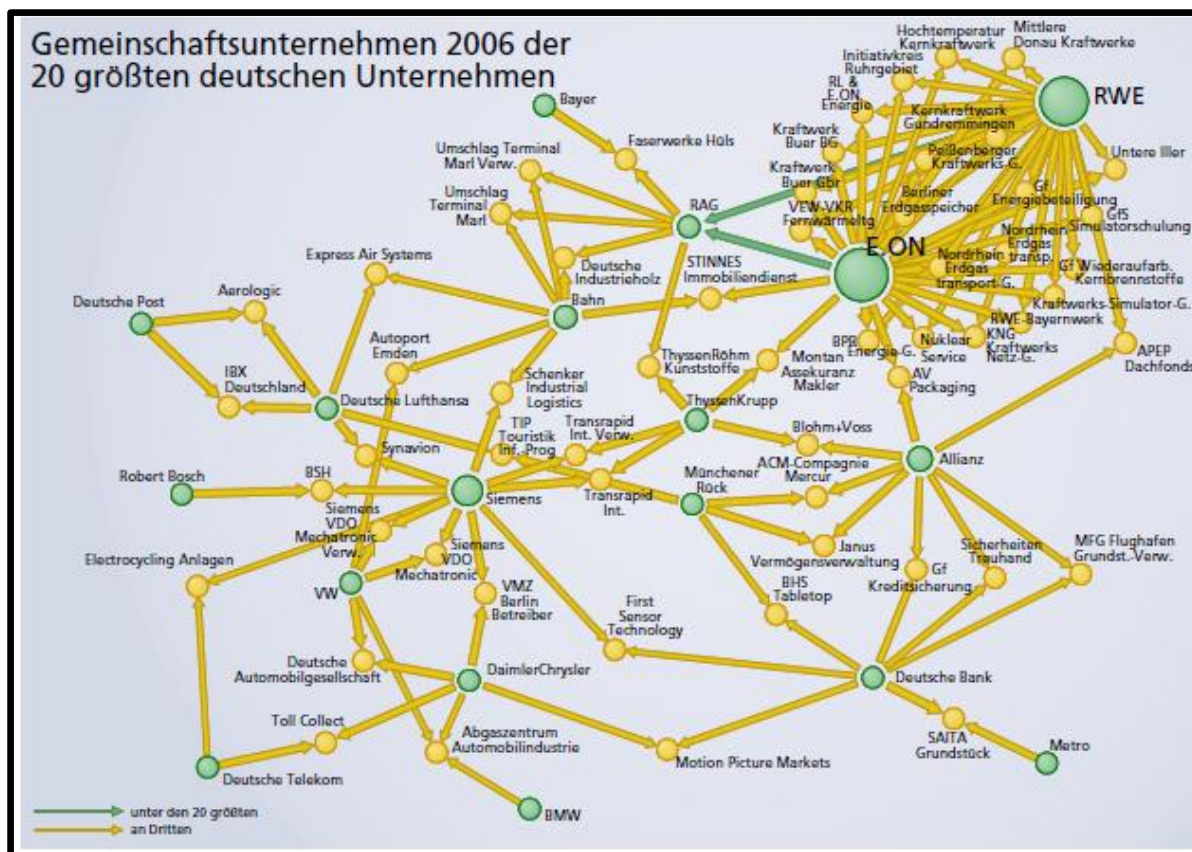 Gemeinschaftsunternehmen 2006 der
20 größten deutschen Unternehmen
Hochtemperatur
Kernkraftwerk
Mittlere
Donau Kraftwerke
Initiativkreis
Ruhrgebiet
RL &
E.ON
Energie
RWE
Bayer
Faserwerke Hüls
Kernkraftwerk
Gundremmingen
Kraftwerk
Buer BG
Peißenberger
Kraftwerks-G.
Untere Iller
Umschlag Terminal
Marl Verw.
Kraftwerk
Buer Gbr
Gf
Energiebeteiligung
Umschlag
Terminal
Marl
RAG
VEW-VKR
Fernwärmeltg
Berliner
Erdgasspeicher
GfS
Simulatorschulung
E.ON
Nordrhein
Erdgas
transp.
Express Air Systems
Deutsche
Industrieholz
STINNES
Immobiliendienst
Nordrhein
Erdgas
transport-G.
Gf Wiederaufarb.
Kernbrennstoffe
Deutsche Post
Aerologic
Bahn
Kraftwerks-Simulator-G.
RWE-Bayernwerk
Autoport
Emden
BPR
Energie-G.
Nuklear
Service
KNG
Kraftwerks
Netz-G.
APEP
Dachfonds
IBX
Deutschland
Deutsche Lufthansa
Schenker
Industrial
Logistics
ThyssenRöhm
Kunststoffe
Montan
Assekuranz
Makler
AV
Packaging
ThyssenKrupp
TIP
Touristik
Inf.-Prog
Transrapid
Int. Verw.
Blohm+Voss
Synavion
Robert Bosch
BSH
Siemens
Transrapid
Int.
Münchener
Rück
ACM-Compagnie
Mercur
Allianz
Siemens
VDO
Mechatronic
Verw.
Siemens
VDO
Mechatronic
Janus
Vermögensverwaltung
Sicherheiten
Treuhand
MFG Flughafen
Grundst.-Verw.
Electrocycling Anlagen
VW
VMZ
Berlin
Betreiber
First
Sensor
Technology
BHS
Tabletop
Gf
Kreditsicherung
Deutsche
Automobilgesellschaft
DaimlerChrysler
Deutsche Bank
Toll Collect
Abgaszentrum
Automobilindustrie
Motion Picture Markets
SAITA
Grundstück
Metro
Deutsche Telekom
BMW
unter den 20 größten
an Dritten